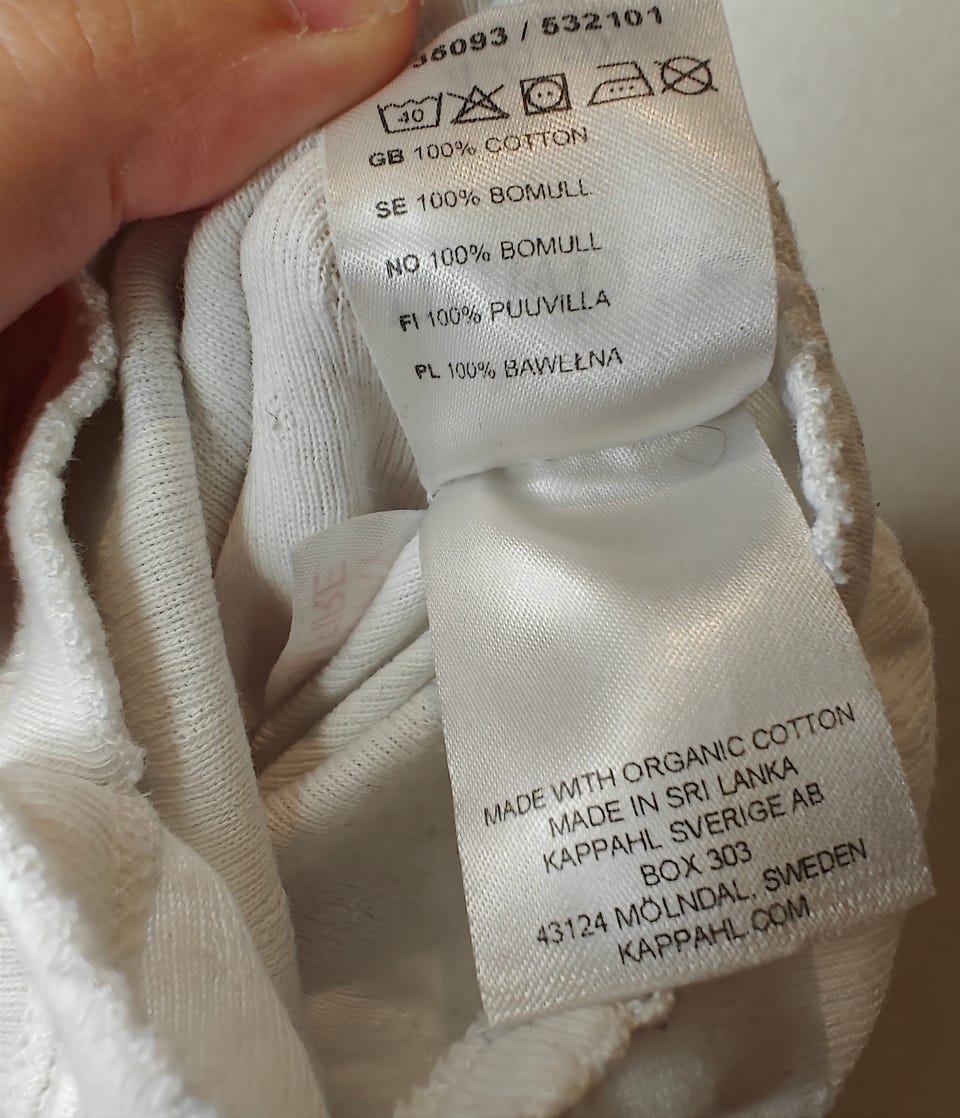 532101
40
GB 100% COTTON
SE 100% BOMULL
NO 100% BOMULL
FI 100% PUUVILLA
PL 100% BAWEŁNA
MADE WITH ORGANIC COTTON
MADE IN SRI LANKA
KAPPAHL SVERIGE AB
BOX 303
43124 MÖLNDAL, SWEDEN
KAPPAHL.COM